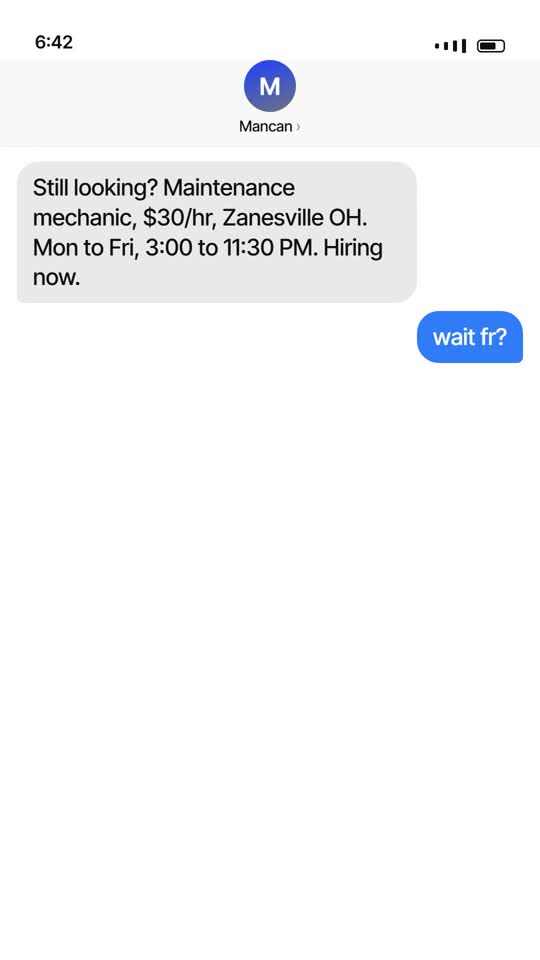 6:42
M
Mancan ›
Still looking? Maintenance
mechanic, $30/hr, Zanesville OH.
Mon to Fri, 3:00 to 11:30 PM. Hiring
now.
wait fr?